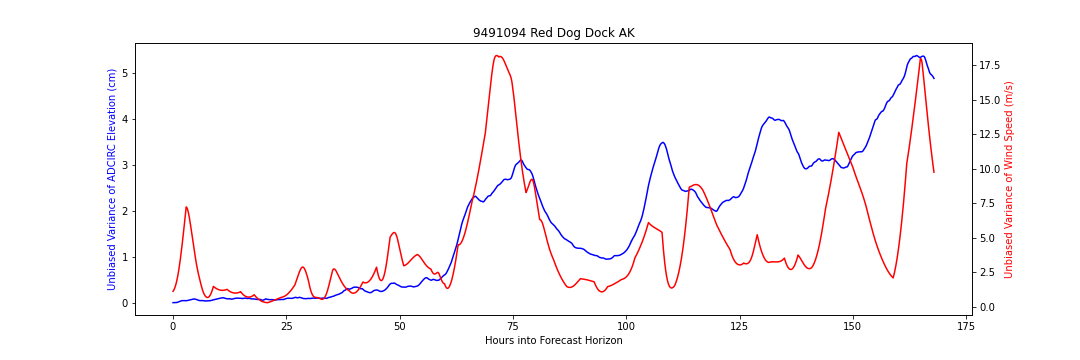 9491094 Red Dog Dock AK
Unbiased Variance of ADCIRC Elevation (cm)
5
4
3
2
1
0
17.5
15.0
12.5
10.0
7.5
5.0
2.5
0.0
Unbiased Variance of Wind Speed (m/s)
0 25 50 75 100 125 150 175
Hours into Forecast Horizon